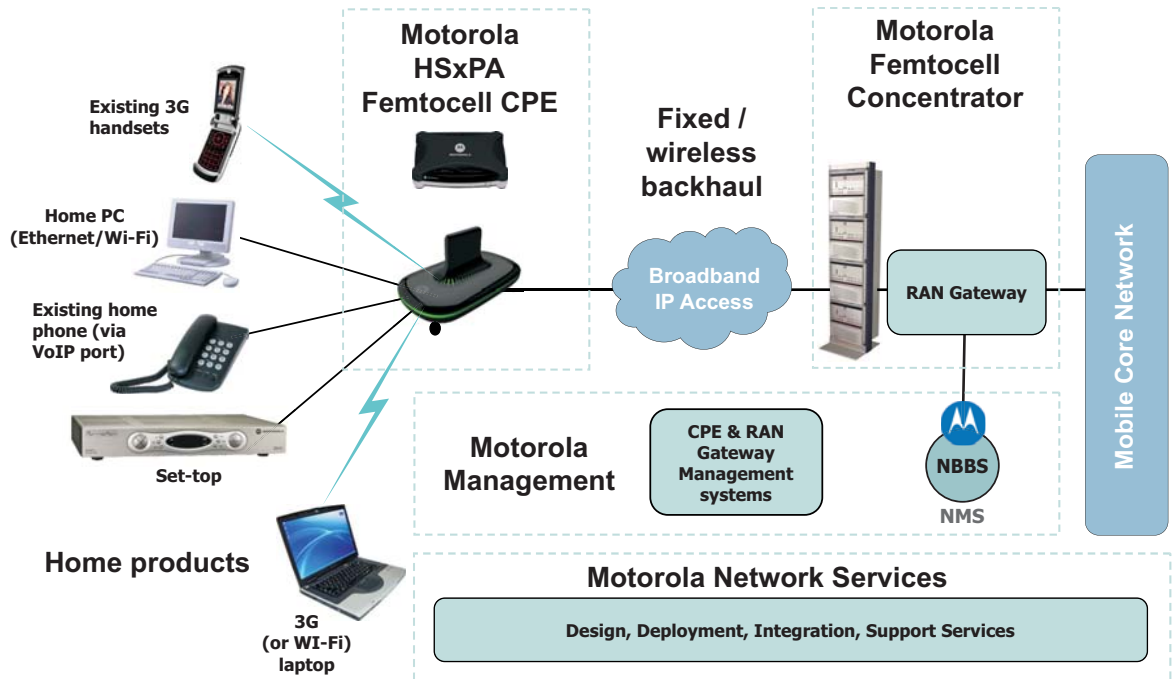 Motorola
HSxPA
Femtocell CPE
Motorola
Femtocell
Concentrator
Existing 3G
handsets
Fixed /
wireless
backhaul
MOTOROLA
Home PC
(Ethernet/Wi-Fi)
Broadband
IP Access
RAN Gateway
Existing home
phone (via
VoIP port)
Mobile Core Network
Set-top
Motorola
Management
CPE & RAN
Gateway
Management
systems
NBBS
NMS
Home products
3G
(or WI-Fi)
laptop
Motorola Network Services
Design, Deployment, Integration, Support Services